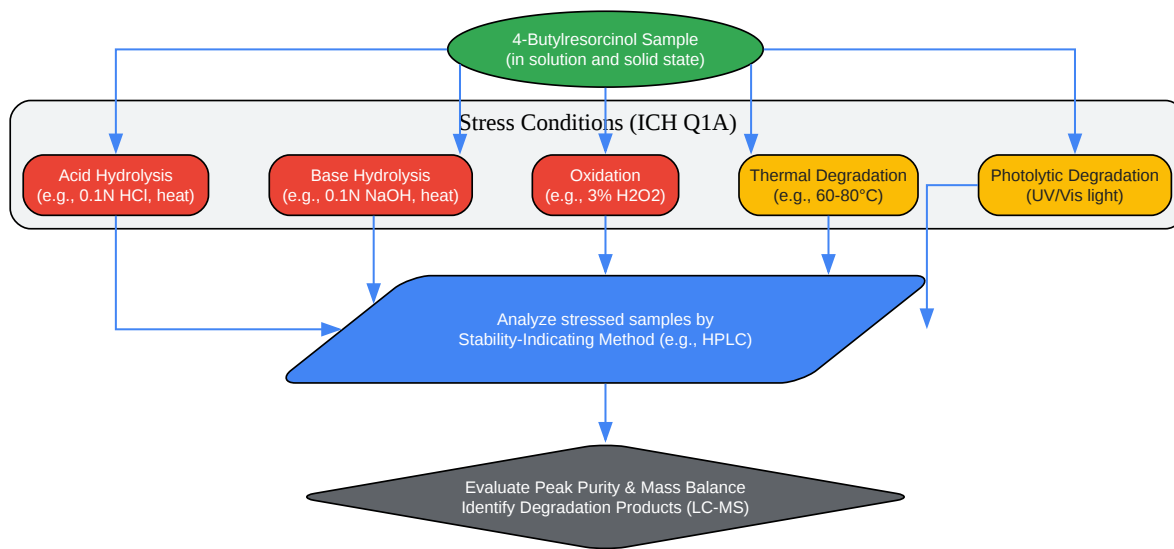 4-Butylresorcinol Sample
(in solution and solid state)
Stress Conditions (ICH Q1A)
Acid Hydrolysis
(e.g., 0.1N HCl, heat)
Base Hydrolysis
(e.g., 0.1N NaOH, heat)
Oxidation
(e.g., 3% H2O2)
Thermal Degradation
(e.g., 60-80°C)
Photolytic Degradation
(UV/Vis light)
Analyze stressed samples by
Stability-Indicating Method (e.g., HPLC)
Evaluate Peak Purity & Mass Balance
Identify Degradation Products (LC-MS)